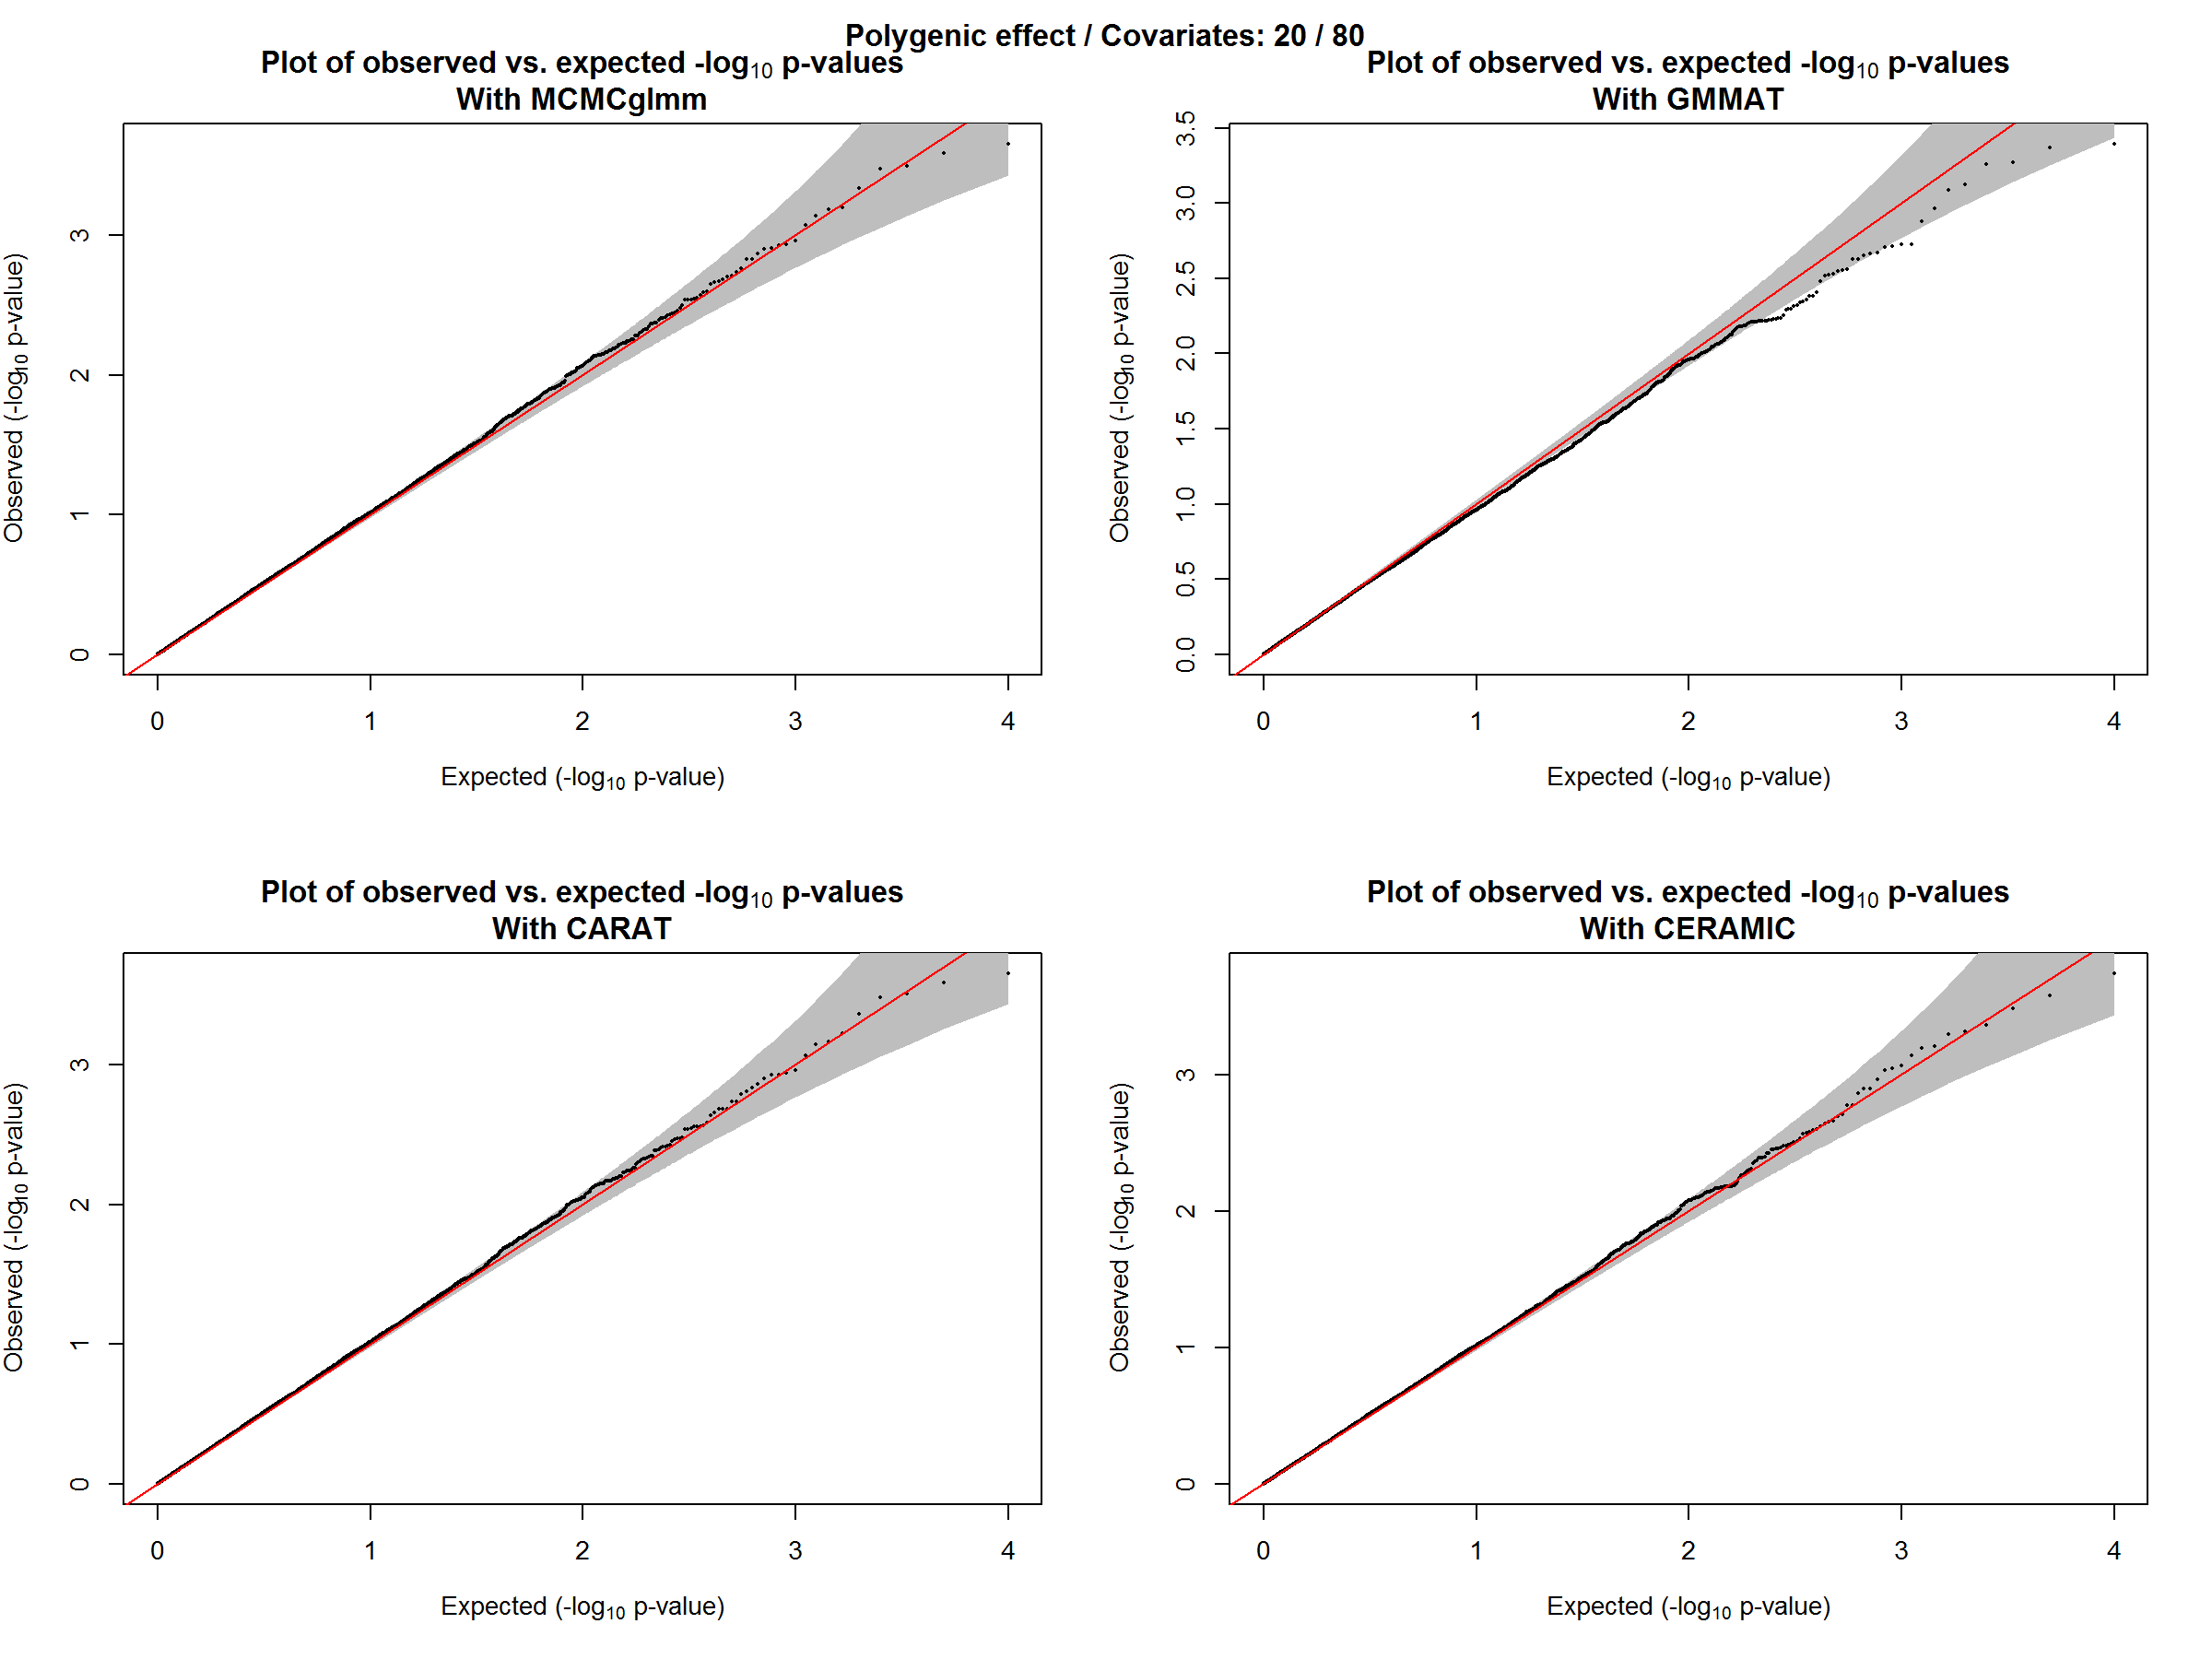 Polygenic effect / Covariates: 20 / 80
Plot of observed vs. expected -log10 p-values
With MCMCglmm
Observed (-log10 p-value)
3
2
1
0
0 1 2 3 4
Expected (-log10 p-value)
Plot of observed vs. expected -log10 p-values
With GMMAT
Observed (-log10 p-value)
3.5
3.0
2.5
2.0
1.5
1.0
0.5
0.0
0 1 2 3 4
Expected (-log10 p-value)
Plot of observed vs. expected -log10 p-values
With CARAT
Observed (-log10 p-value)
3
2
1
0
0 1 2 3 4
Expected (-log10 p-value)
Plot of observed vs. expected -log10 p-values
With CERAMIC
Observed (-log10 p-value)
3
2
1
0
0 1 2 3 4
Expected (-log10 p-value)